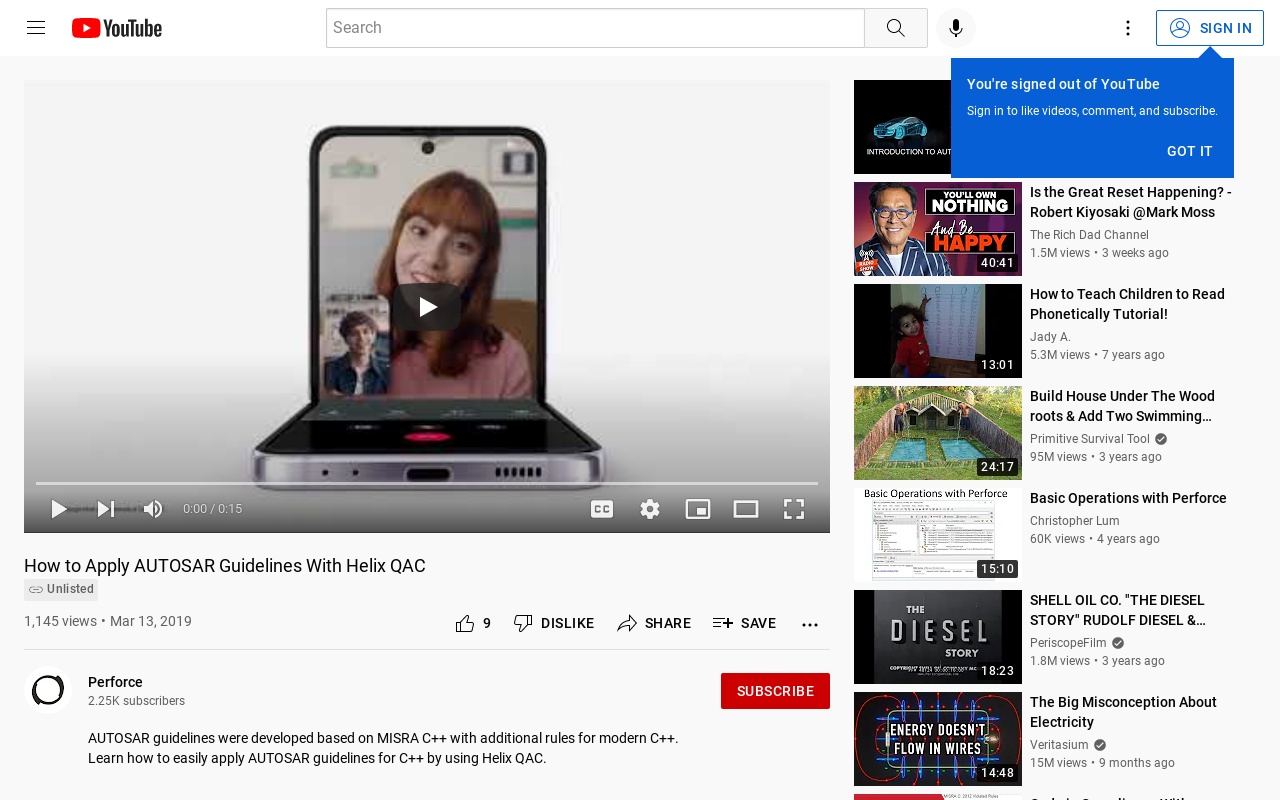 YouTube
Search
SIGN IN
You're signed out of YouTube
Sign in to like videos, comment, and subscribe.
GOT IT
0:00 / 0:15
CC
How to Apply AUTOSAR Guidelines With Helix QAC
Unlisted
1,145 views • Mar 13, 2019
9
DISLIKE
SHARE
SAVE
Perforce
2.25K subscribers
SUBSCRIBE
AUTOSAR guidelines were developed based on MISRA C++ with additional rules for modern C++.
Learn how to easily apply AUTOSAR guidelines for C++ by using Helix QAC.
INTRODUCTION TO AUT
YOU'LL OWN
NOTHING
And Be
HAPPY
RADIO
SHOW
40:41
Is the Great Reset Happening? -
Robert Kiyosaki @Mark Moss
The Rich Dad Channel
1.5M views • 3 weeks ago
13:01
How to Teach Children to Read
Phonetically Tutorial!
Jady A.
5.3M views • 7 years ago
24:17
Build House Under The Wood
roots & Add Two Swimming…
Primitive Survival Tool
95M views • 3 years ago
Basic Operations with Perforce
15:10
Basic Operations with Perforce
Christopher Lum
60K views • 4 years ago
THE
DIESEL
STORY
18:23
SHELL OIL CO. "THE DIESEL
STORY" RUDOLF DIESEL &…
PeriscopeFilm
1.8M views • 3 years ago
ENERGY DOESN'T
FLOW IN WIRES
14:48
The Big Misconception About
Electricity
Veritasium
15M views • 9 months ago